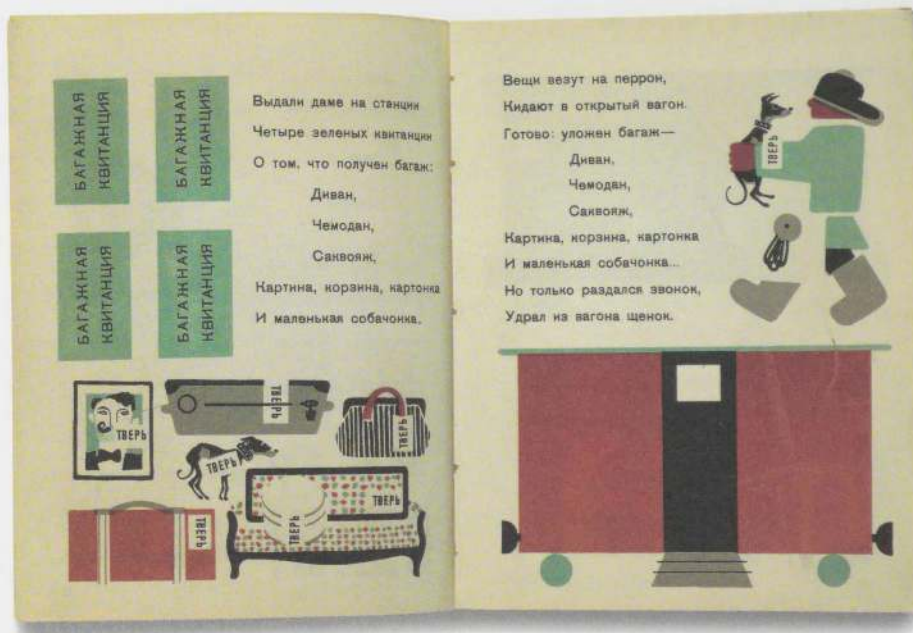 БАГАЖНАЯ
КВИТАНЦИЯ
БАГАЖНАЯ
КВИТАНЦИЯ
БАГАЖНАЯ
КВИТАНЦИЯ
БАГАЖНАЯ
КВИТАНЦИЯ
Выдали даме на станции
Четыре зеленых квитанции
О том, что получен багаж:
Диван,
Чемодан,
Саквояж,
Картина, корзина, картонка
И маленькая собачонка.
ТВЕРЬ
ТВЕРЬ
ТВЕРЬ
ТВЕРЬ
ТВЕРЬ
ТВЕРЬ
ТВЕРЬ
Вещи везут на перрон,
Кидают в открытый вагон.
Готово: уложен багаж—
Диван,
Чемодан,
Саквояж,
Картина, корзина, картонка
И маленькая собачонка...
Но только раздался звонок,
Удрал из вагона щенок.
ТВЕРЬ